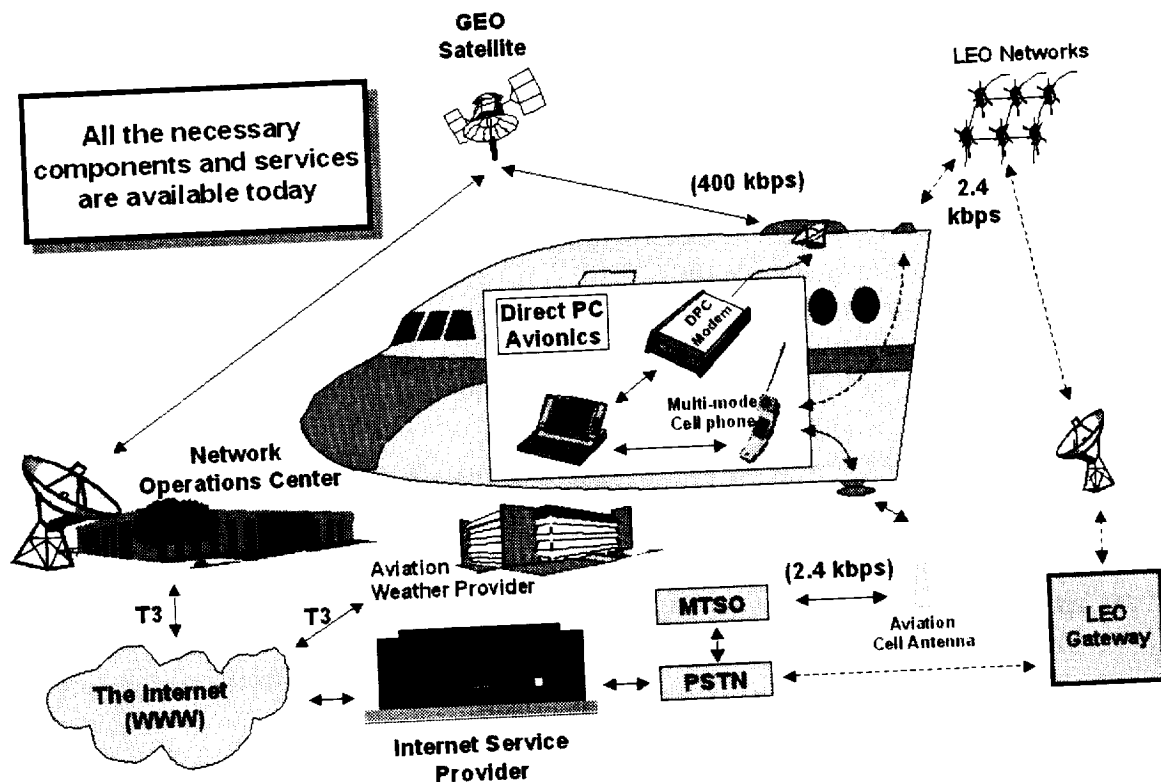 GEO
Satellite
LEO Networks
All the necessary
components and services
are available today
(400 kbps)
2.4
kbps
Direct PC
Avionics
DPC
Modem
Multi-mode
Cell phone
Network
Operations Center
Aviation
Weather Provider
(2.4 kbps)
T3
T3
MTSO
Aviation
Cell Antenna
LEO
Gateway
The Internet
(WWW)
PSTN
Internet Service
Provider